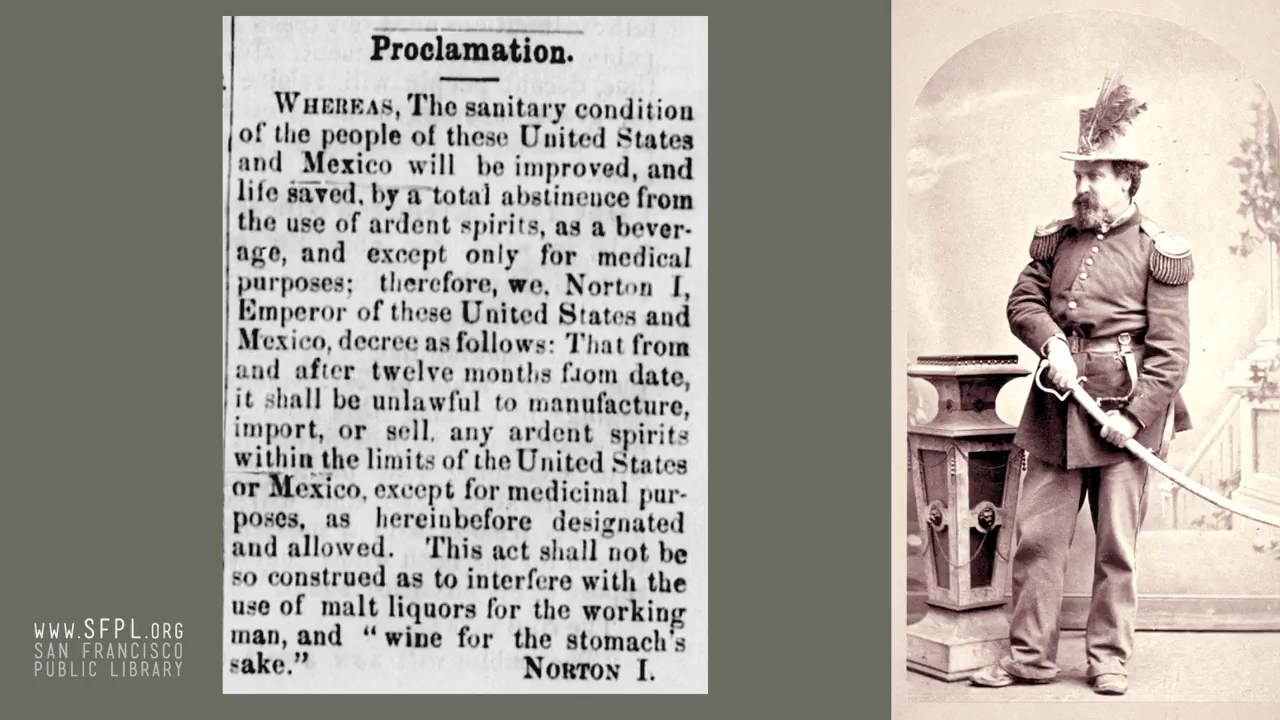 Proclamation.
WHEREAS, The sanitary condition
of the people of these United States
and Mexico will be improved, and
life saved, by a total abstinence from
the use of ardent spirits, as a bever-
age, and except only for medical
purposes; therefore, we, Norton I,
Emperor of these United States and
Mexico, decree as follows: That from
and after twelve months from date,
it shall be unlawful to manufacture,
import, or sell, any ardent spirits
within the limits of the United States
or Mexico, except for medicinal pur-
poses, as hereinbefore designated
and allowed. This act shall not be
so construed as to interfere with the
use of malt liquors for the working
man, and "wine for the stomach's
sake." NORTON I.
WWW.SFPL.ORG
SAN FRANCISCO
PUBLIC LIBRARY